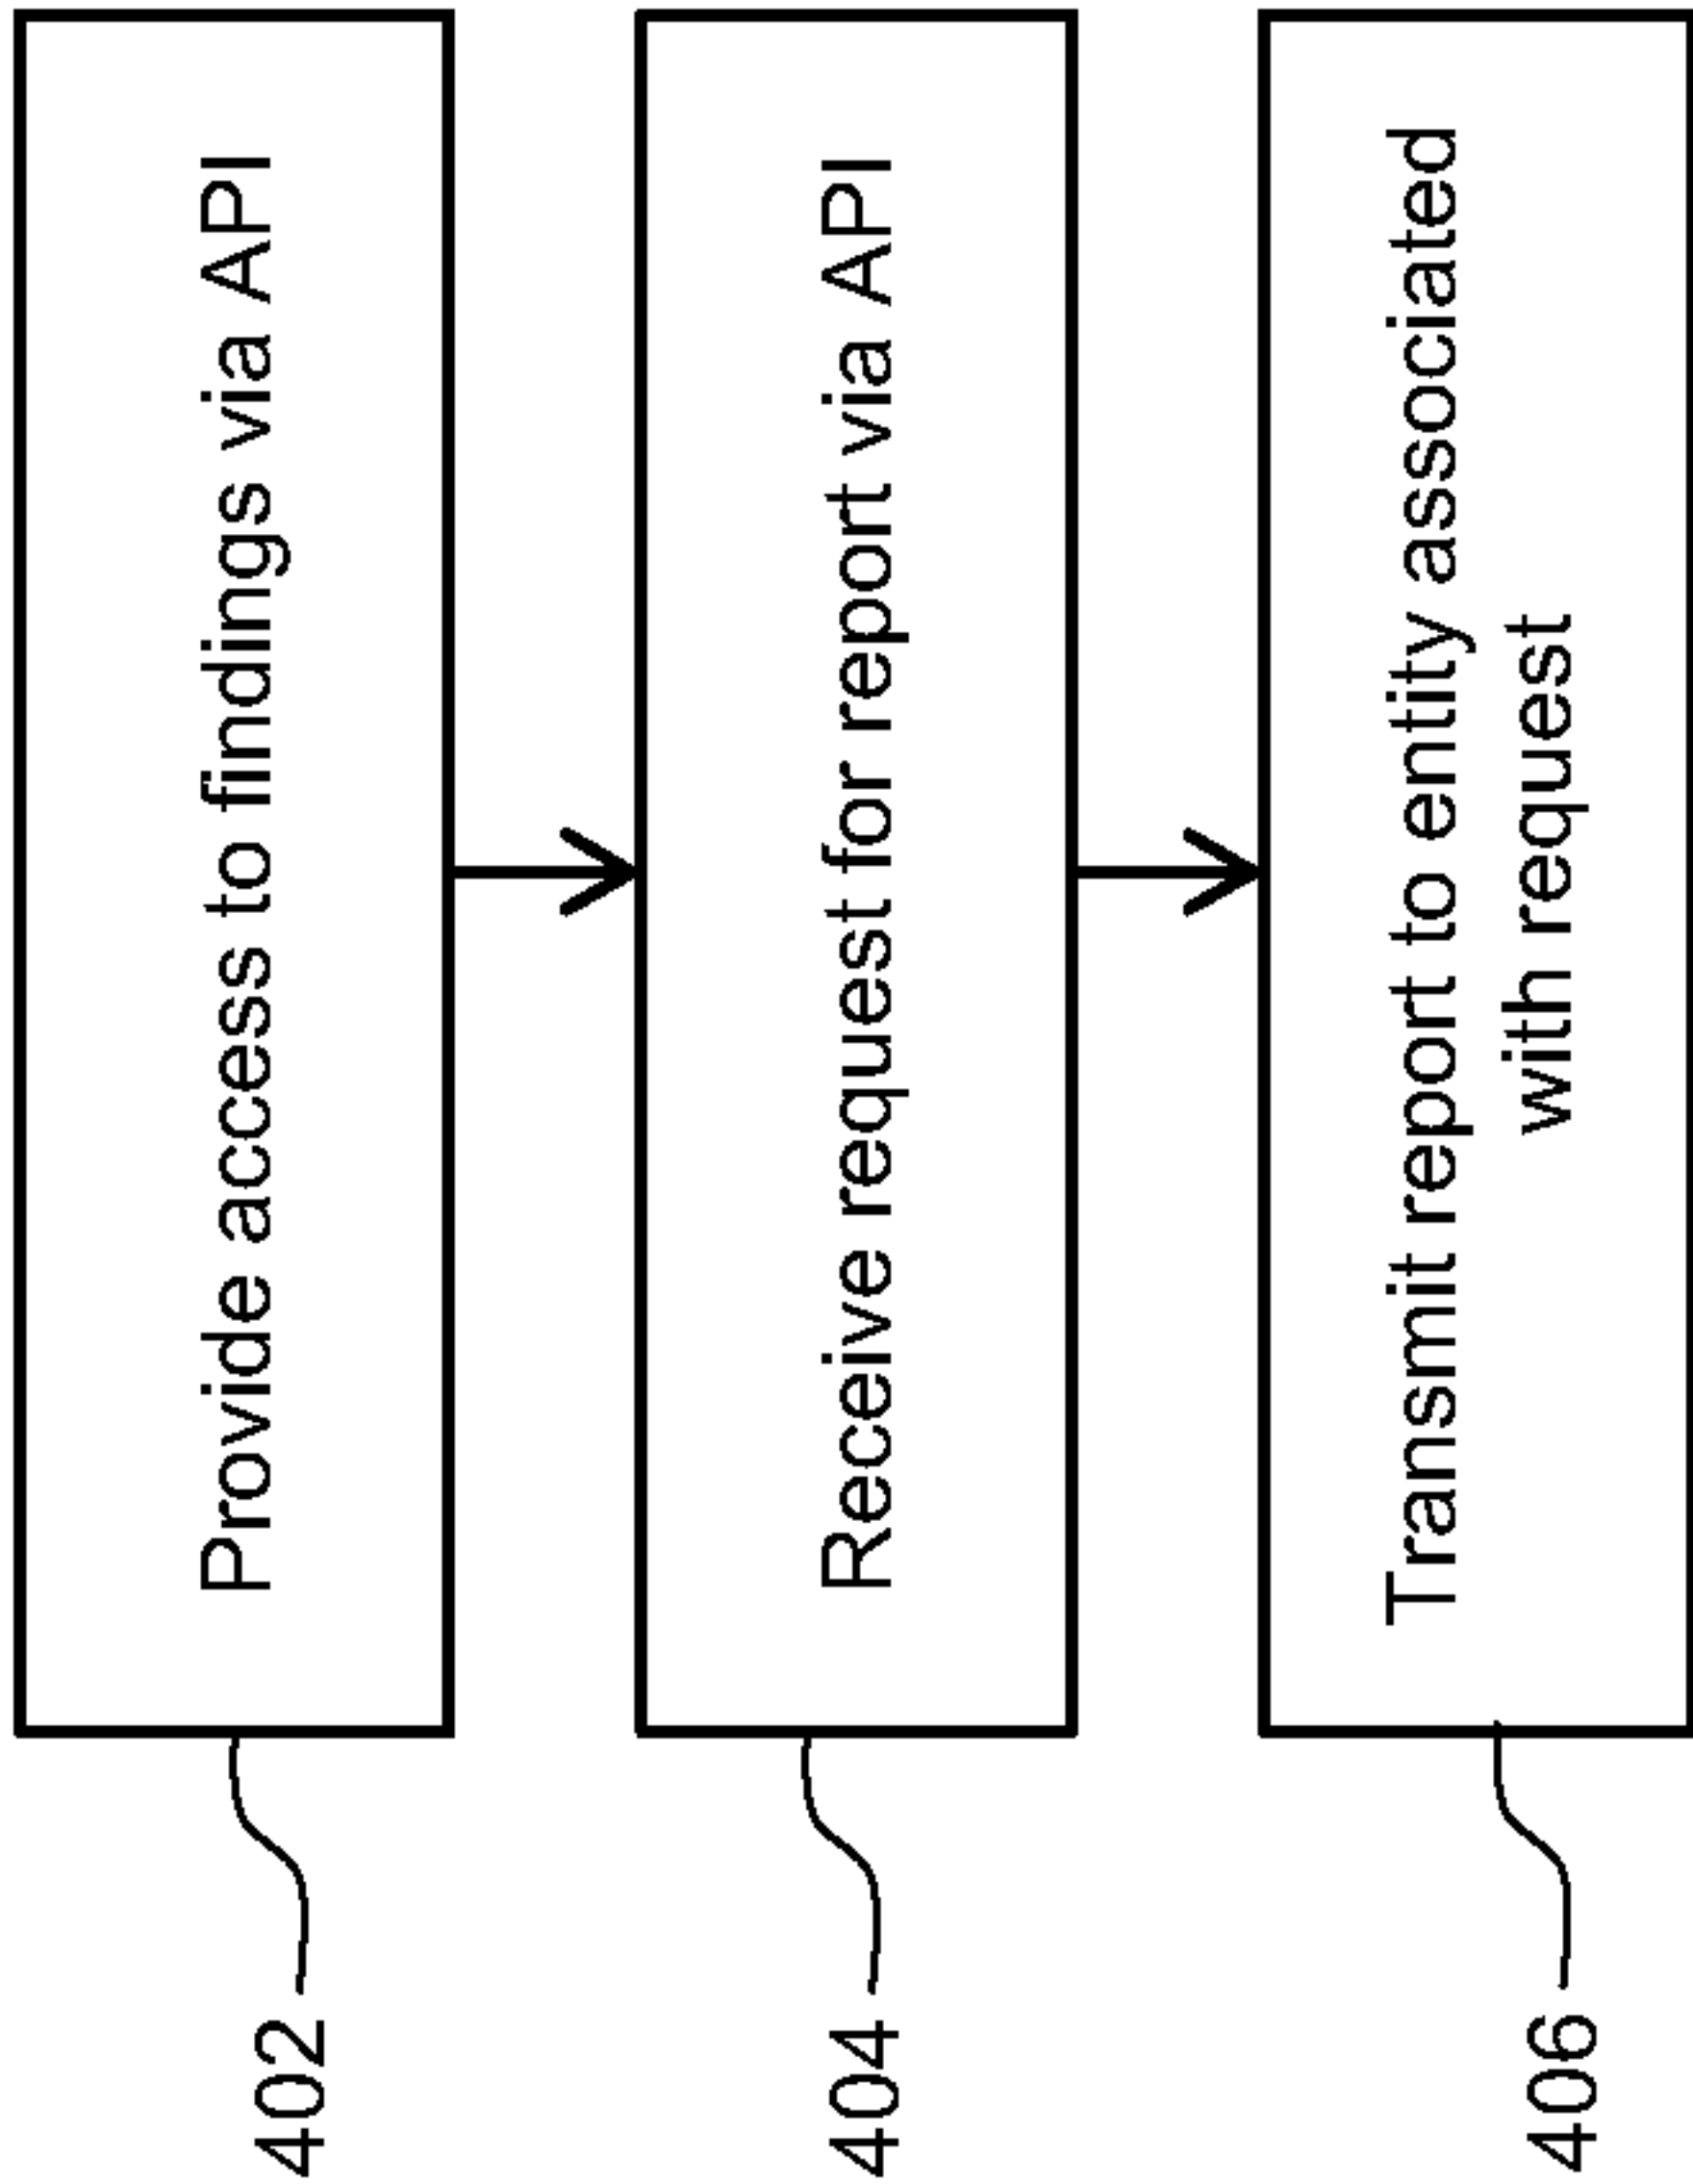 402
Provide access to findings via API
404
Receive request for report via API
406
Transmit report to entity associated
with request